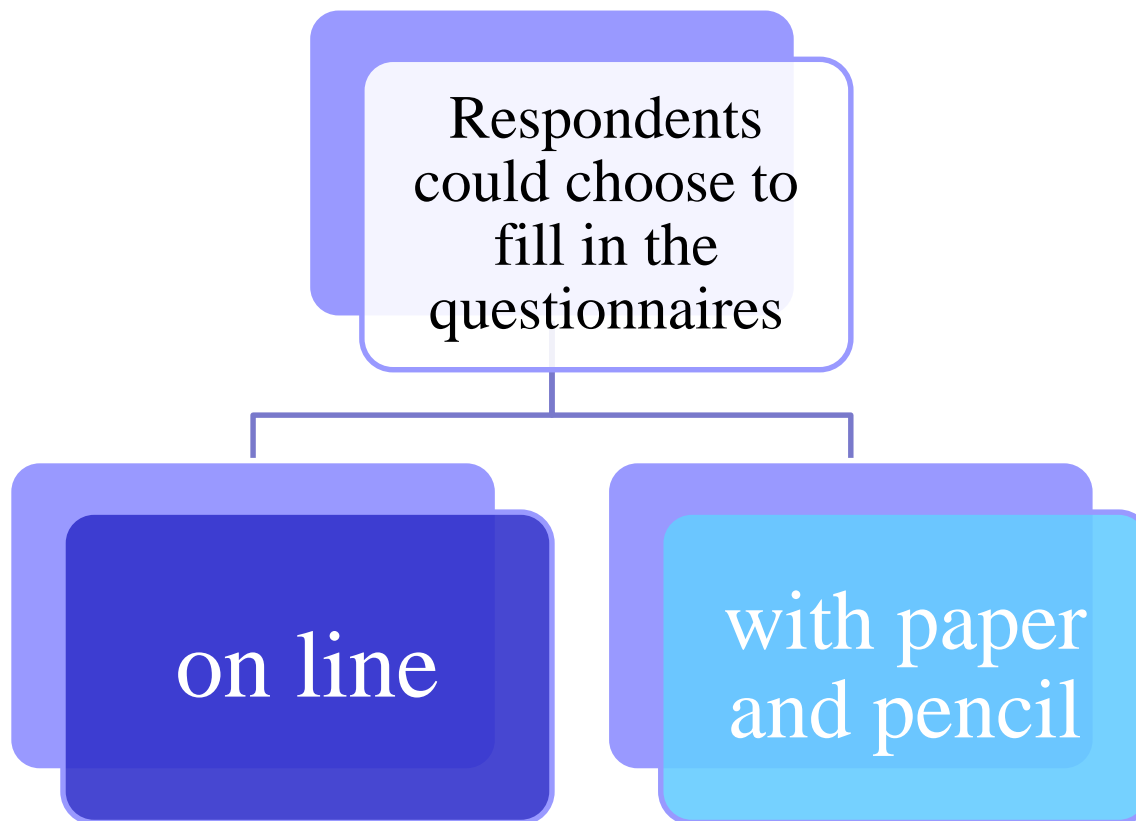 Respondents
could choose to
fill in the
questionnaires
on line
with paper
and pencil